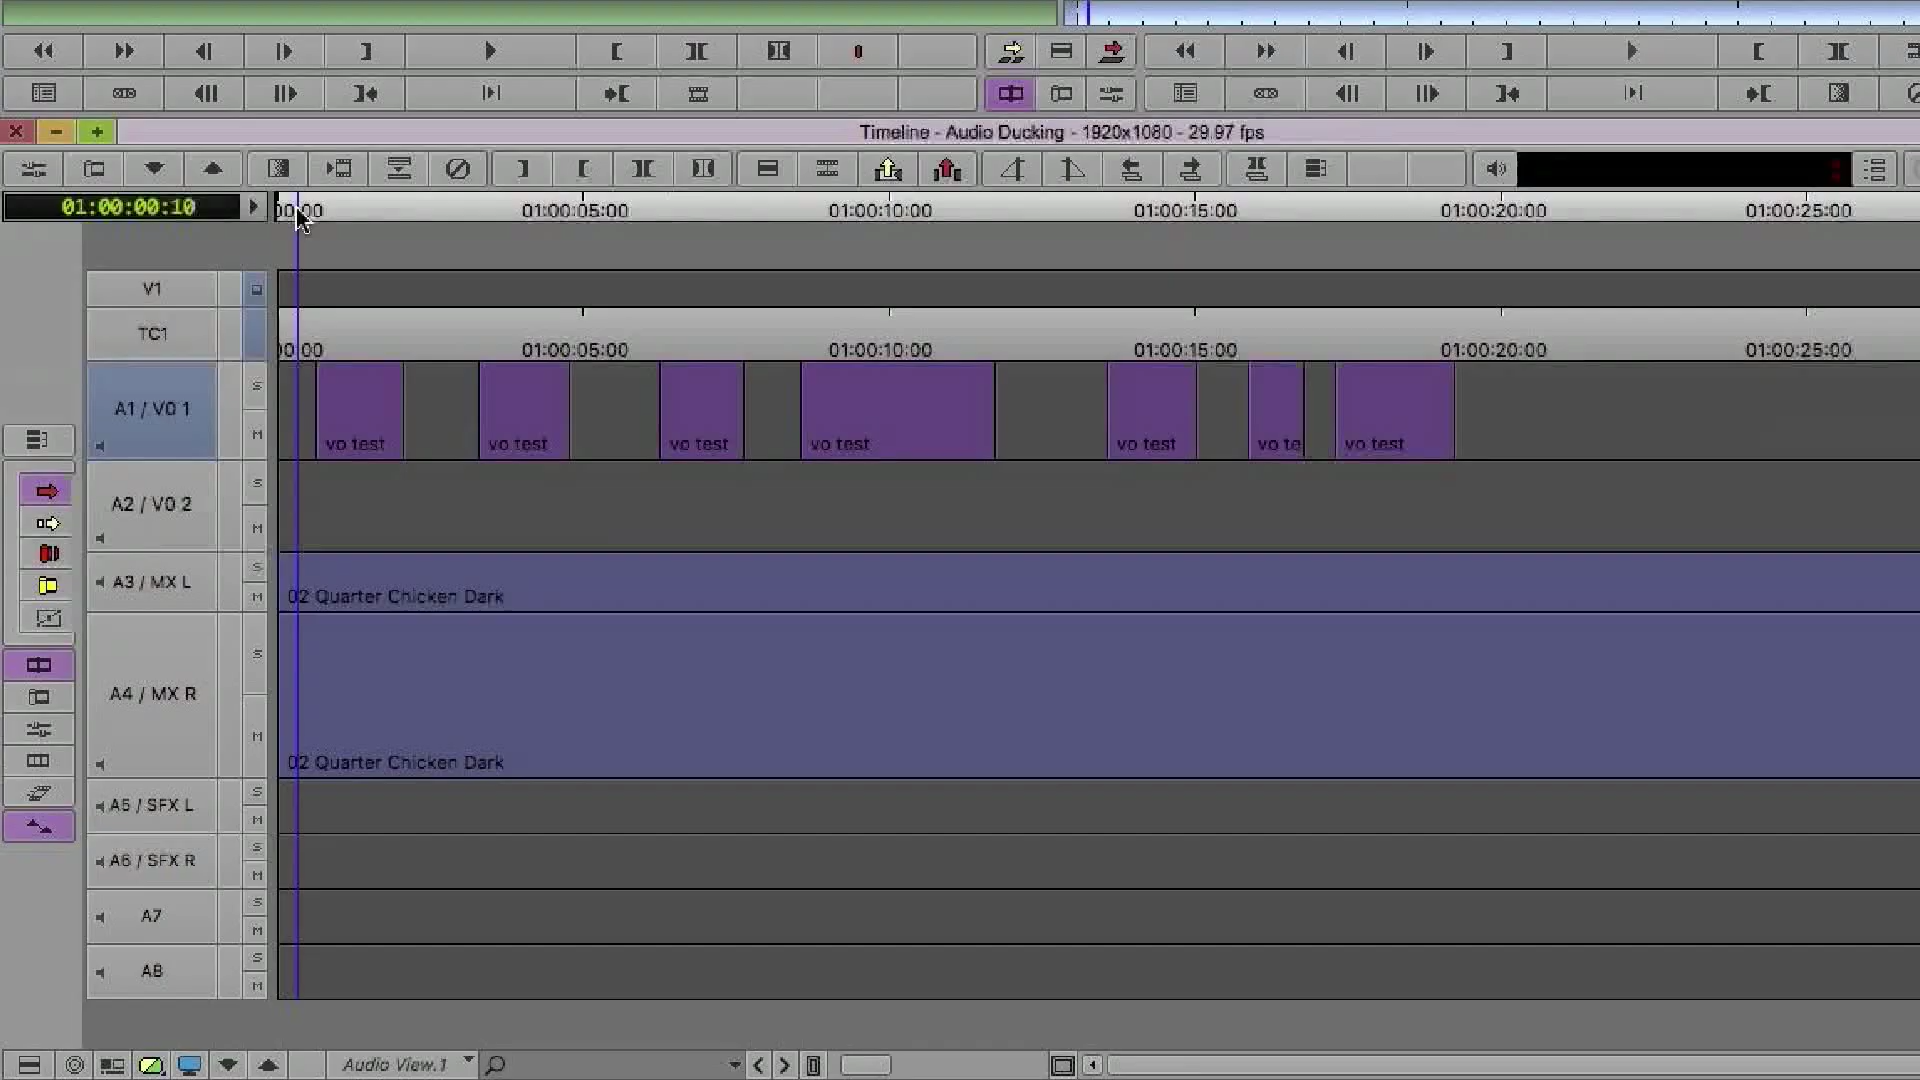 Timeline - Audio Ducking - 1920x1080 - 29.97 fps
01:00:00:10
00:00 01:00:05:00 01:00:10:00 01:00:15:00 01:00:20:00 01:00:25:00
V1
TC1
00:00 01:00:05:00 01:00:10:00 01:00:15:00 01:00:20:00 01:00:25:00
A1 / VO 1 S M
vo test vo test vo test vo test vo test vo te vo test
A2 / VO 2 S M
A3 / MX L S M
02 Quarter Chicken Dark
A4 / MX R S M
02 Quarter Chicken Dark
A5 / SFX L S M
A6 / SFX R S M
A7 S M
A8 S M
Audio View.1